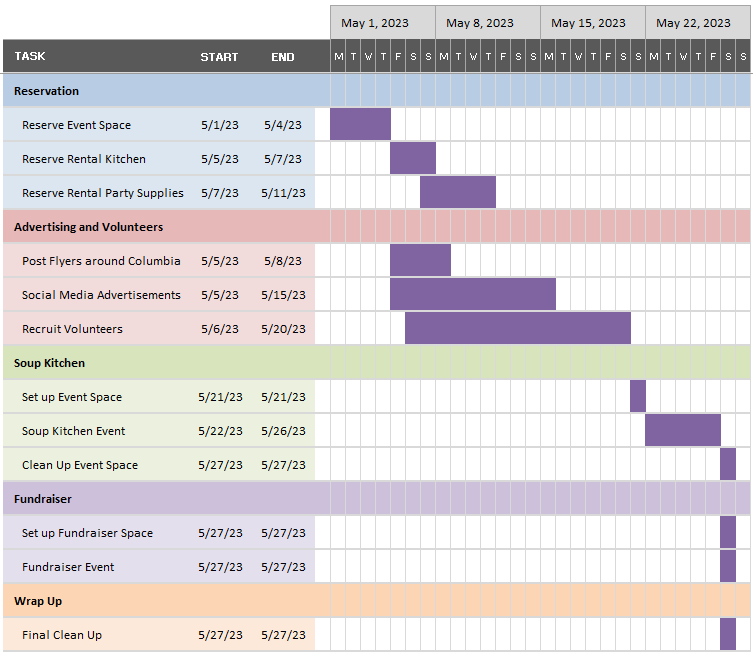 May 1, 2023 May 8, 2023 May 15, 2023 May 22, 2023
TASK START END M T W T F S S M T W T F S S M T W T F S S M T W T F S S
Reservation
Reserve Event Space 5/1/23 5/4/23
Reserve Rental Kitchen 5/5/23 5/7/23
Reserve Rental Party Supplies 5/7/23 5/11/23
Advertising and Volunteers
Post Flyers around Columbia 5/5/23 5/8/23
Social Media Advertisements 5/5/23 5/15/23
Recruit Volunteers 5/6/23 5/20/23
Soup Kitchen
Set up Event Space 5/21/23 5/21/23
Soup Kitchen Event 5/22/23 5/26/23
Clean Up Event Space 5/27/23 5/27/23
Fundraiser
Set up Fundraiser Space 5/27/23 5/27/23
Fundraiser Event 5/27/23 5/27/23
Wrap Up
Final Clean Up 5/27/23 5/27/23